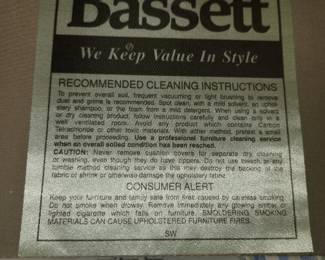 Bassett
We Keep Value In Style
RECOMMENDED CLEANING INSTRUCTIONS
To prevent overall soil, frequent vacuuming or light brushing to remove
dust and grime is recommended. Spot clean, with a mild solvent, an uphol-
stery shampoo, or the foam from a mild detergent. When using a solvent
or dry cleaning product, follow instructions carefully and clean only in a
well ventilated room. Avoid any product which contains Carbon
Tetrachloride or other toxic materials. With either method, pretest a small
area before proceeding. Use a professional furniture cleaning service
when an overall soiled condition has been reached.
CAUTION: Never remove cushion covers for separate dry cleaning
or washing, even though they do have zippers. Do not use
tumble method cleaning as this may destroy the backing of the
fabric or shrink or otherwise damage the upholstery fabric.
CONSUMER ALERT
Keep your furniture and family safe from fires caused by careless smoking.
Do not smoke when drowsy. Remove immediately any glowing ember or
lighted cigarette which falls on furniture. SMOLDERING SMOKING
MATERIALS CAN CAUSE UPHOLSTERED FURNITURE FIRES.
SW